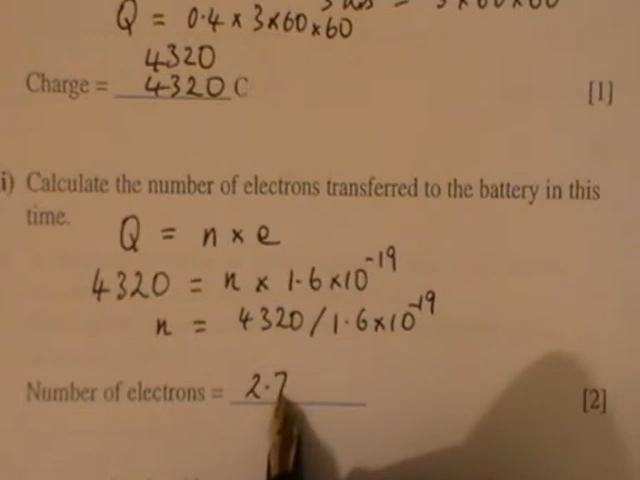 Q = 0.4 × 3×60×60
4320
Charge = 4320 C [1]
i) Calculate the number of electrons transferred to the battery in this
time.
Q = n × e
4320 = n × 1.6×10⁻¹⁹
n = 4320/1.6×10⁻¹⁹
Number of electrons = 2.7 [2]